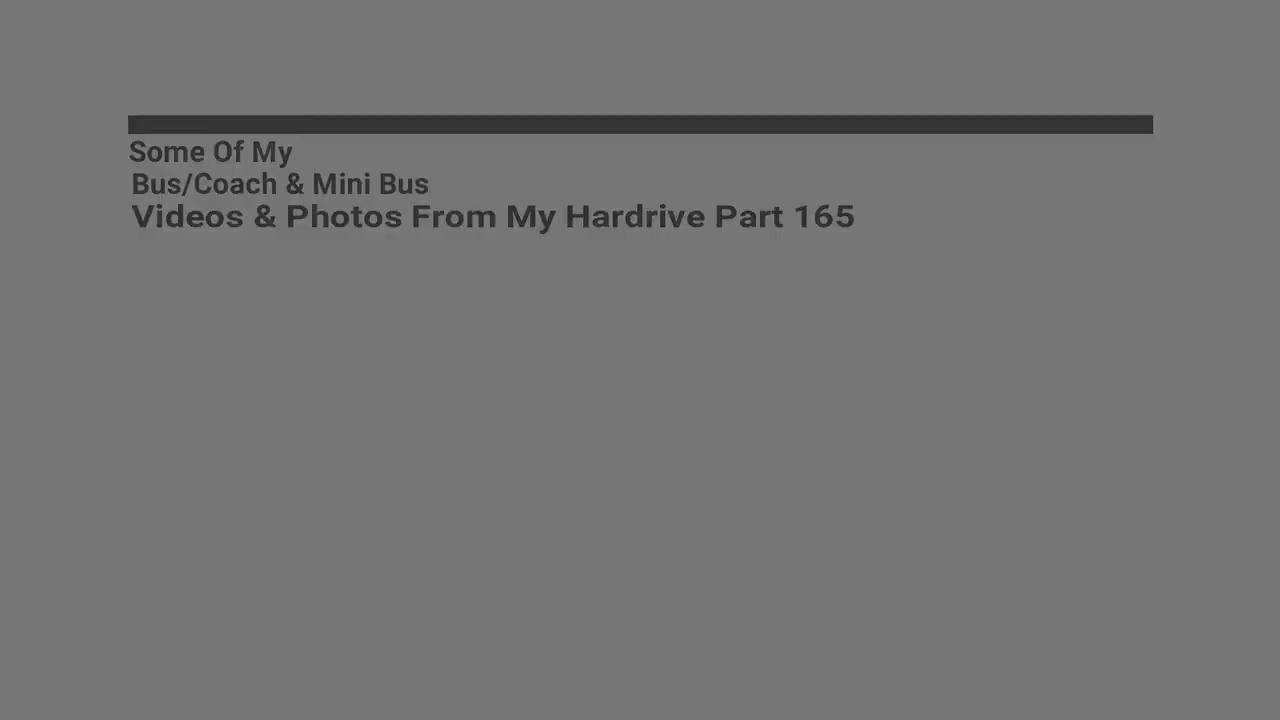 Some Of My
Bus/Coach & Mini Bus
Videos & Photos From My Hardrive Part 165